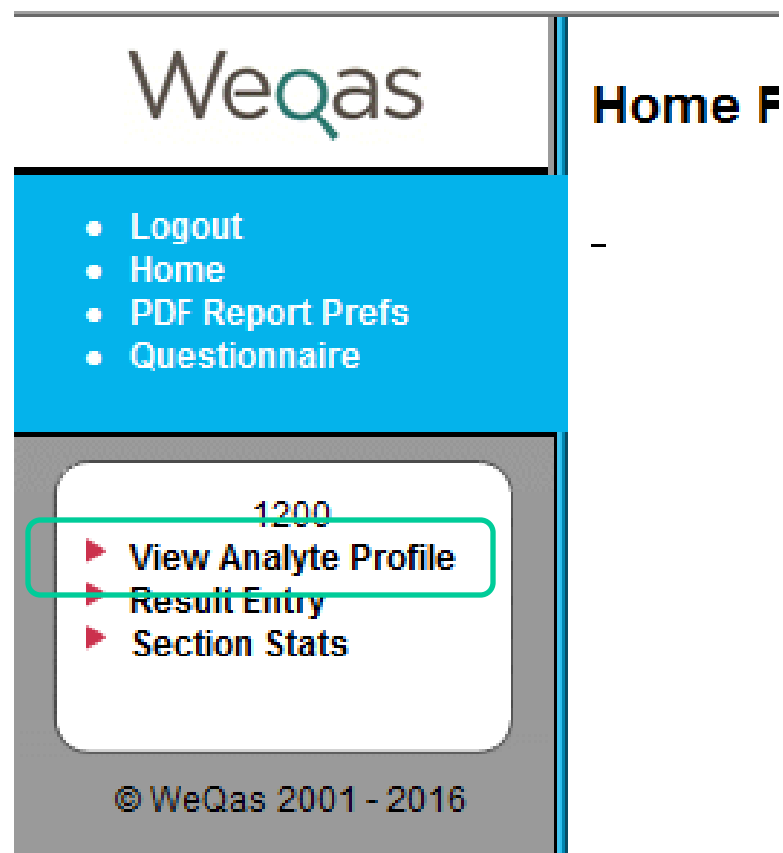 Weqas
Home
Logout
Home
PDF Report Prefs
Questionnaire
1200
View Analyte Profile
Result Entry
Section Stats
© WeQas 2001 - 2016